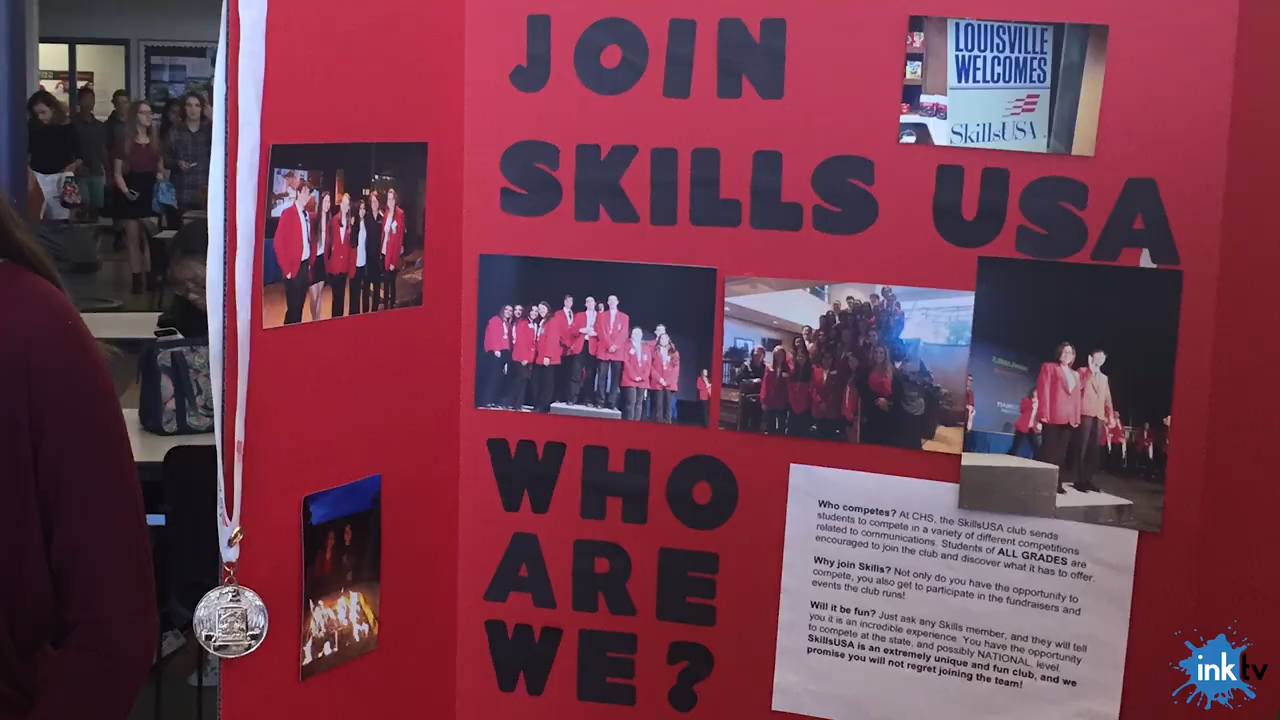 JOIN
SKILLS USA
LOUISVILLE
WELCOMES
SkillsUSA
WHO
ARE
WE?
Who competes? At CHS, the SkillsUSA club sends
students to compete in a variety of different competitions
related to communications. Students of ALL GRADES are
encouraged to join the club and discover what it has to offer.
Why join Skills? Not only do you have the opportunity to
compete, you also get to participate in the fundraisers and
events the club runs!
Will it be fun? Just ask any Skills member, and they will tell
you it is an incredible experience. You have the opportunity
to compete at the state, and possibly NATIONAL, level.
SkillsUSA is an extremely unique and fun club, and we
promise you will not regret joining the team!
2
ink tv